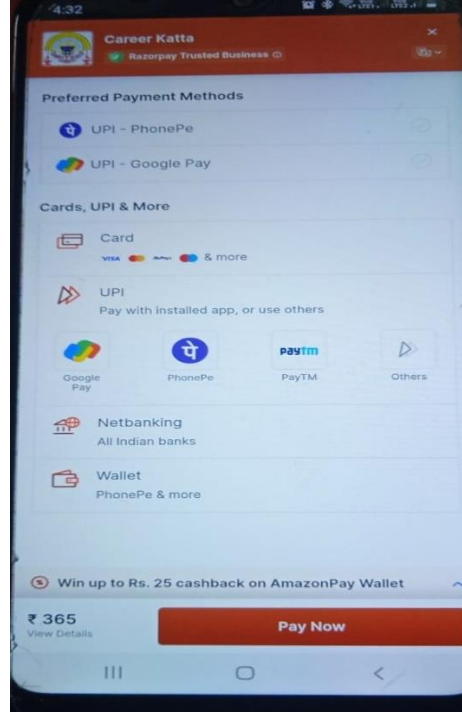 4:32
Career Katta
Razorpay Trusted Business
Preferred Payment Methods
UPI - PhonePe
UPI - Google Pay
Cards, UPI & More
Card
VISA & more
UPI
Pay with installed app, or use others
Google
Pay
PhonePe
paytm
PayTM
Others
Netbanking
All Indian banks
Wallet
PhonePe & more
Win up to Rs. 25 cashback on AmazonPay Wallet
₹ 365
View Details
Pay Now